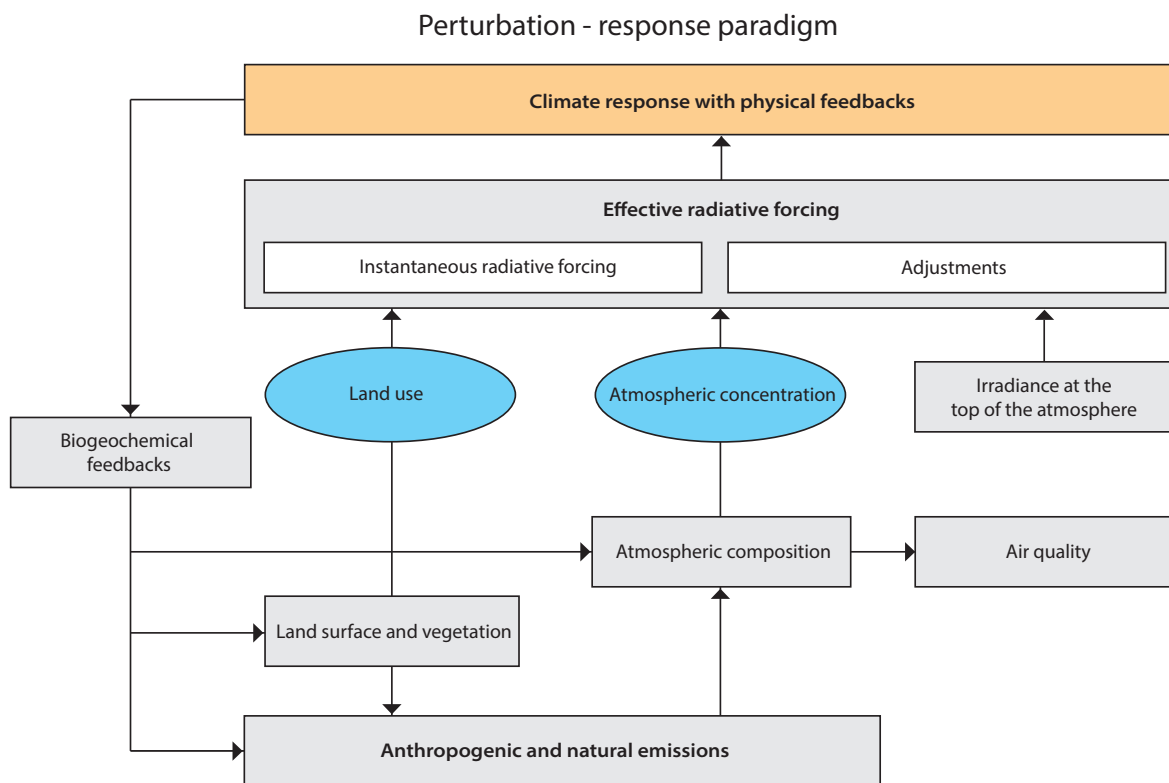 Perturbation - response paradigm
Climate response with physical feedbacks
Effective radiative forcing
Instantaneous radiative forcing
Adjustments
Land use
Atmospheric concentration
Irradiance at the
top of the atmosphere
Biogeochemical
feedbacks
Atmospheric composition
Air quality
Land surface and vegetation
Anthropogenic and natural emissions